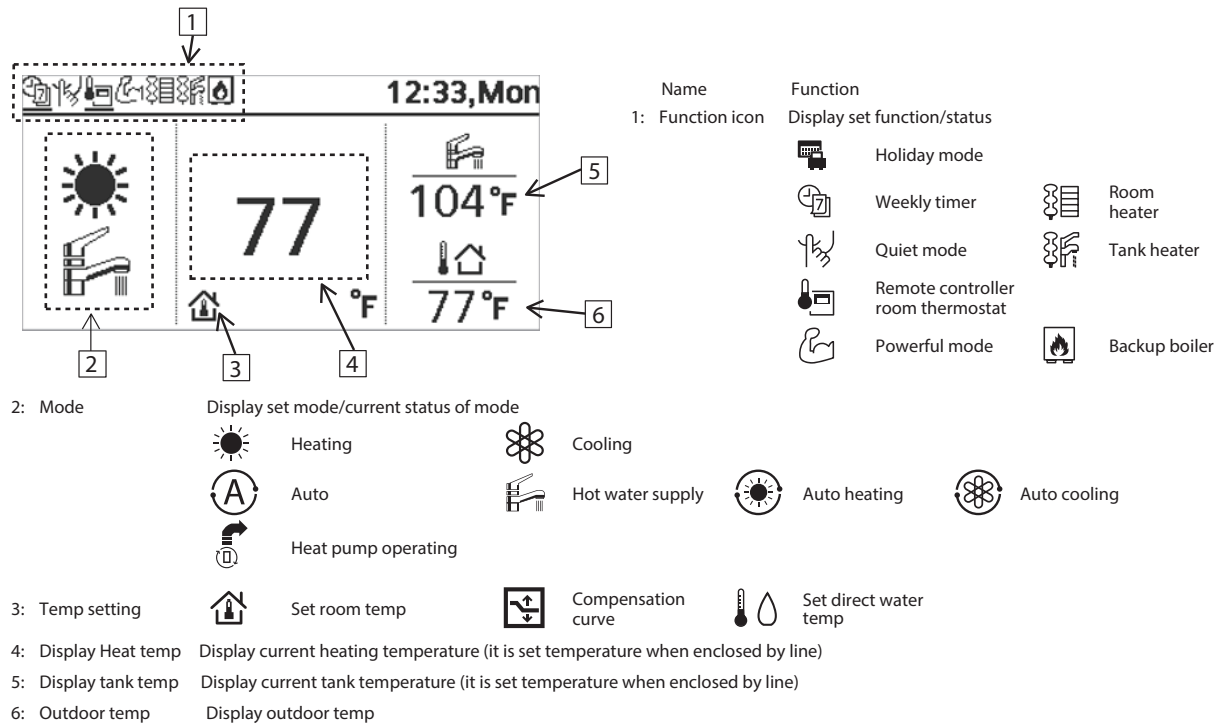 1
12:33,Mon
104°F
5
77
°F
77°F
6
2
3
4
Name Function
1: Function icon Display set function/status
Holiday mode
Weekly timer
Room
heater
Quiet mode
Tank heater
Remote controller
room thermostat
Powerful mode
Backup boiler
2: Mode Display set mode/current status of mode
Heating Cooling
A Auto Hot water supply Auto heating Auto cooling
Heat pump operating
3: Temp setting Set room temp
Compensation
curve
Set direct water
temp
4: Display Heat temp Display current heating temperature (it is set temperature when enclosed by line)
5: Display tank temp Display current tank temperature (it is set temperature when enclosed by line)
6: Outdoor temp Display outdoor temp